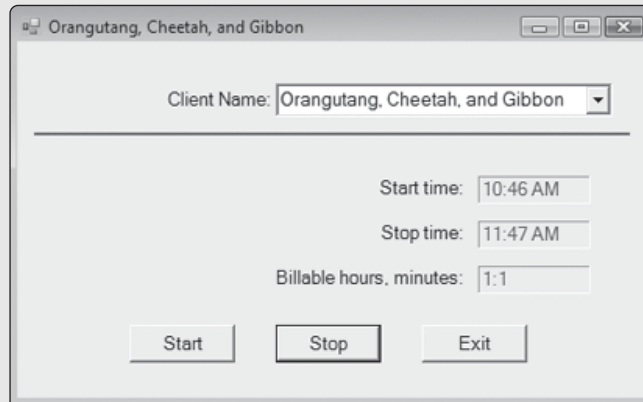 Orangutang, Cheetah, and Gibbon
Client Name: Orangutang, Cheetah, and Gibbon
Start time: 10:46 AM
Stop time: 11:47 AM
Billable hours, minutes: 1:1
Start Stop Exit